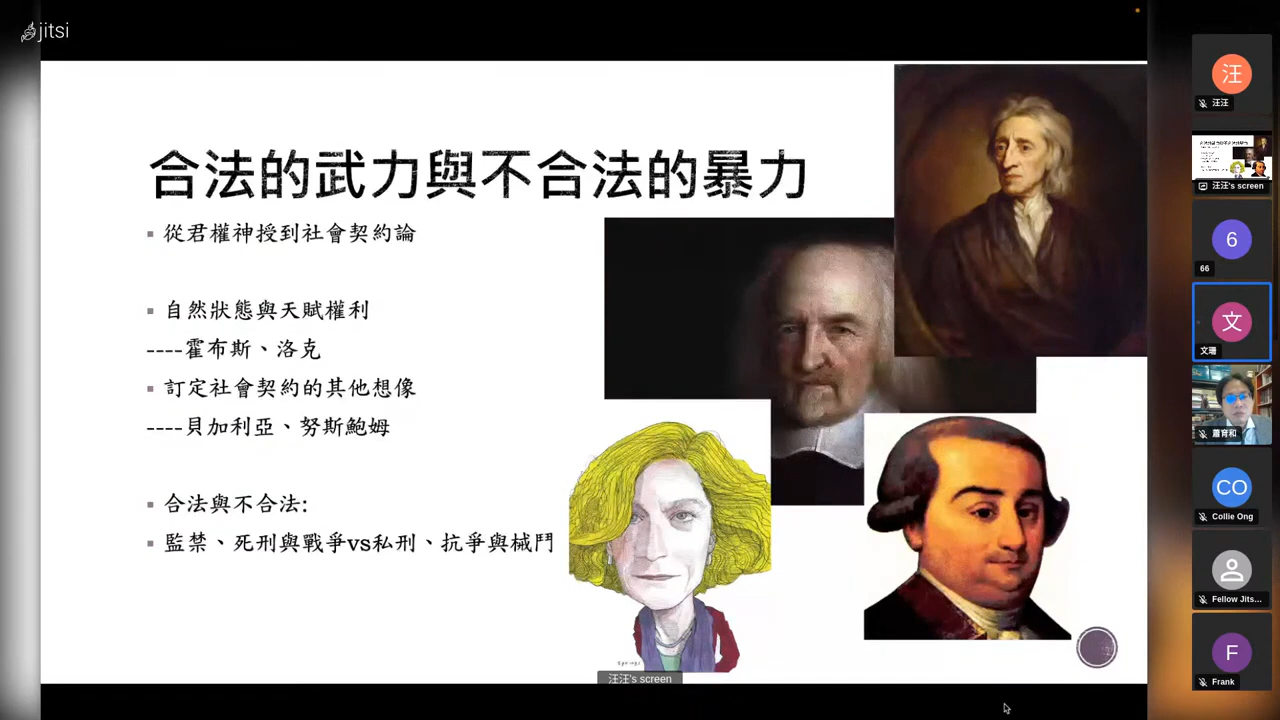 jitsi
合法的武力與不合法的暴力
從君權神授到社會契約論
自然狀態與天賦權利
----霍布斯、洛克
訂定社會契約的其他想像
----貝加利亞、努斯鮑姆
合法與不合法:
監禁、死刑與戰爭vs私刑、抗爭與械鬥
汪汪's screen
汪
汪汪
汪汪's screen
6
66
文
文珊
蕭育和
CO
Collie Ong
Fellow Jits...
F
Frank